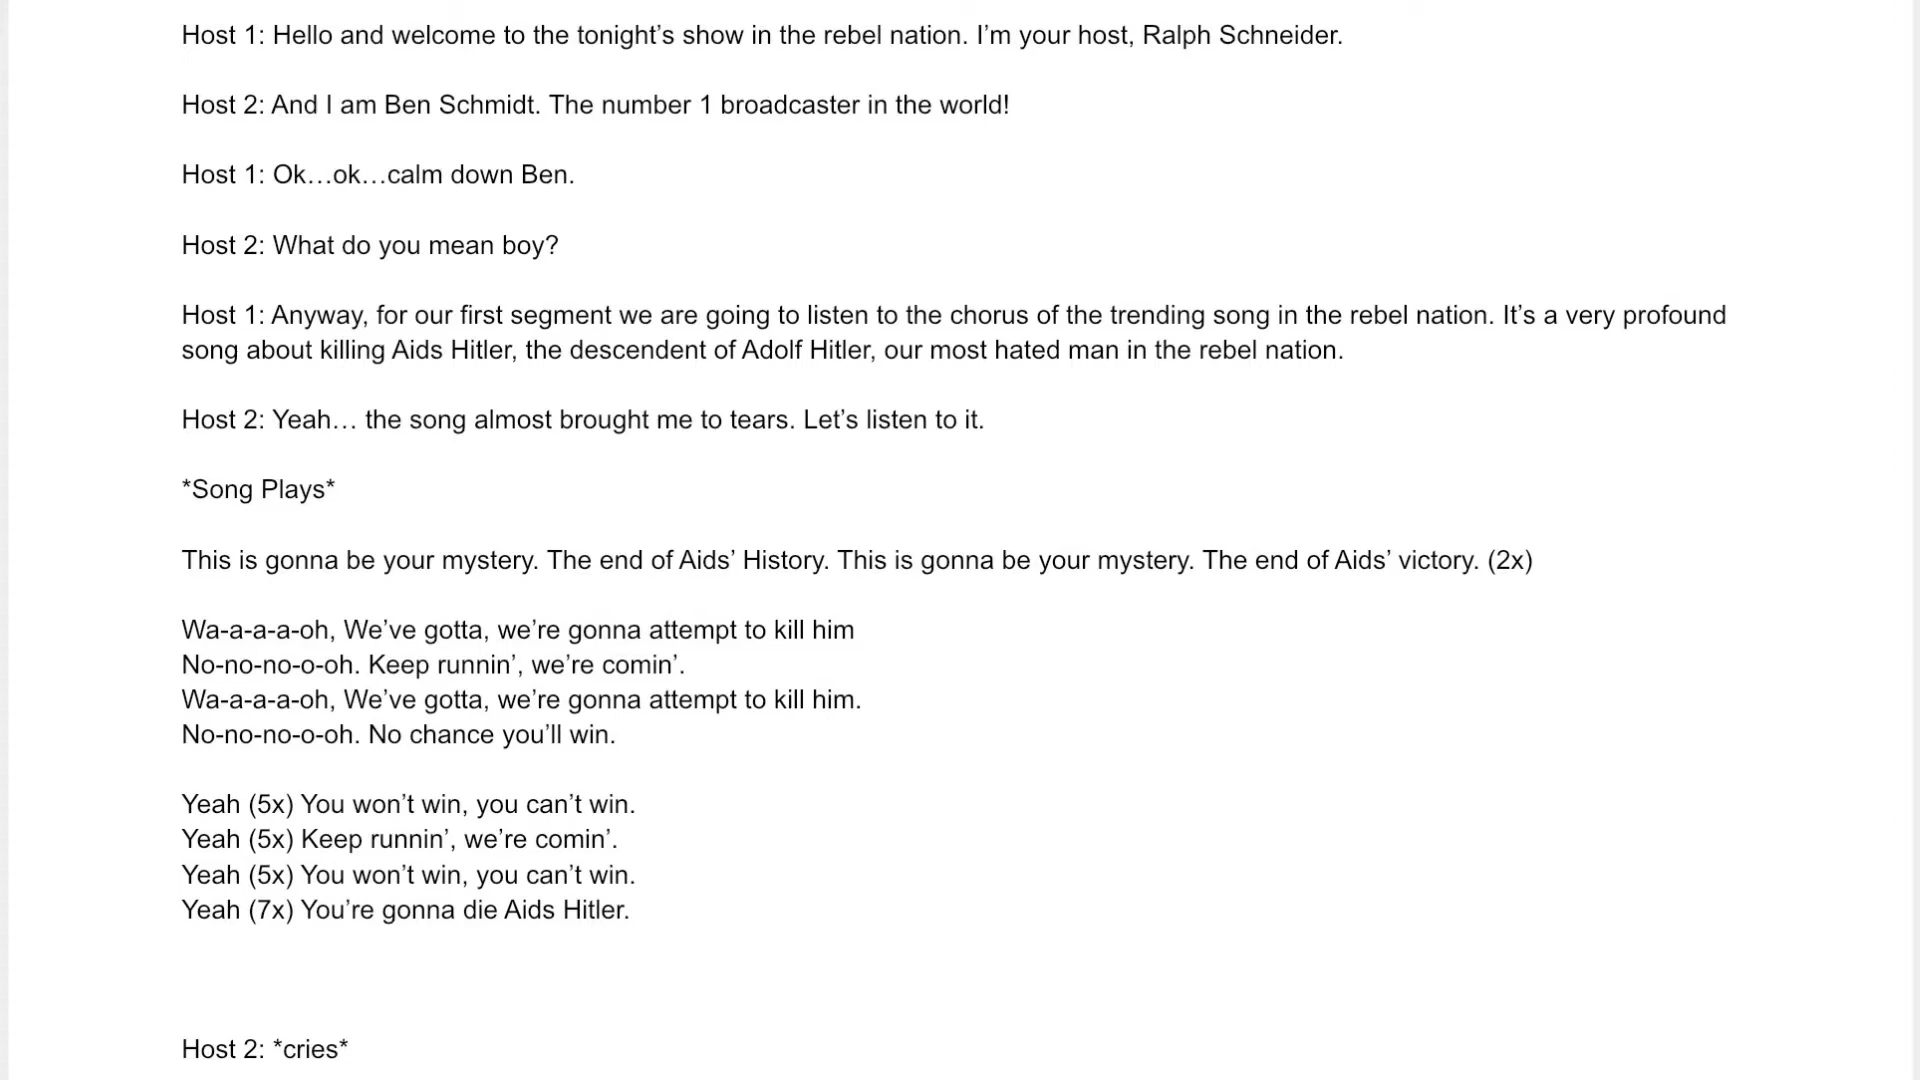 Host 1: Hello and welcome to the tonight’s show in the rebel nation. I’m your host, Ralph Schneider.
Host 2: And I am Ben Schmidt. The number 1 broadcaster in the world!
Host 1: Ok…ok…calm down Ben.
Host 2: What do you mean boy?
Host 1: Anyway, for our first segment we are going to listen to the chorus of the trending song in the rebel nation. It’s a very profound
song about killing Aids Hitler, the descendent of Adolf Hitler, our most hated man in the rebel nation.
Host 2: Yeah… the song almost brought me to tears. Let’s listen to it.
*Song Plays*
This is gonna be your mystery. The end of Aids’ History. This is gonna be your mystery. The end of Aids’ victory. (2x)
Wa-a-a-a-oh, We’ve gotta, we’re gonna attempt to kill him
No-no-no-o-oh. Keep runnin’, we’re comin’.
Wa-a-a-a-oh, We’ve gotta, we’re gonna attempt to kill him.
No-no-no-o-oh. No chance you’ll win.
Yeah (5x) You won’t win, you can’t win.
Yeah (5x) Keep runnin’, we’re comin’.
Yeah (5x) You won’t win, you can’t win.
Yeah (7x) You’re gonna die Aids Hitler.
Host 2: *cries*